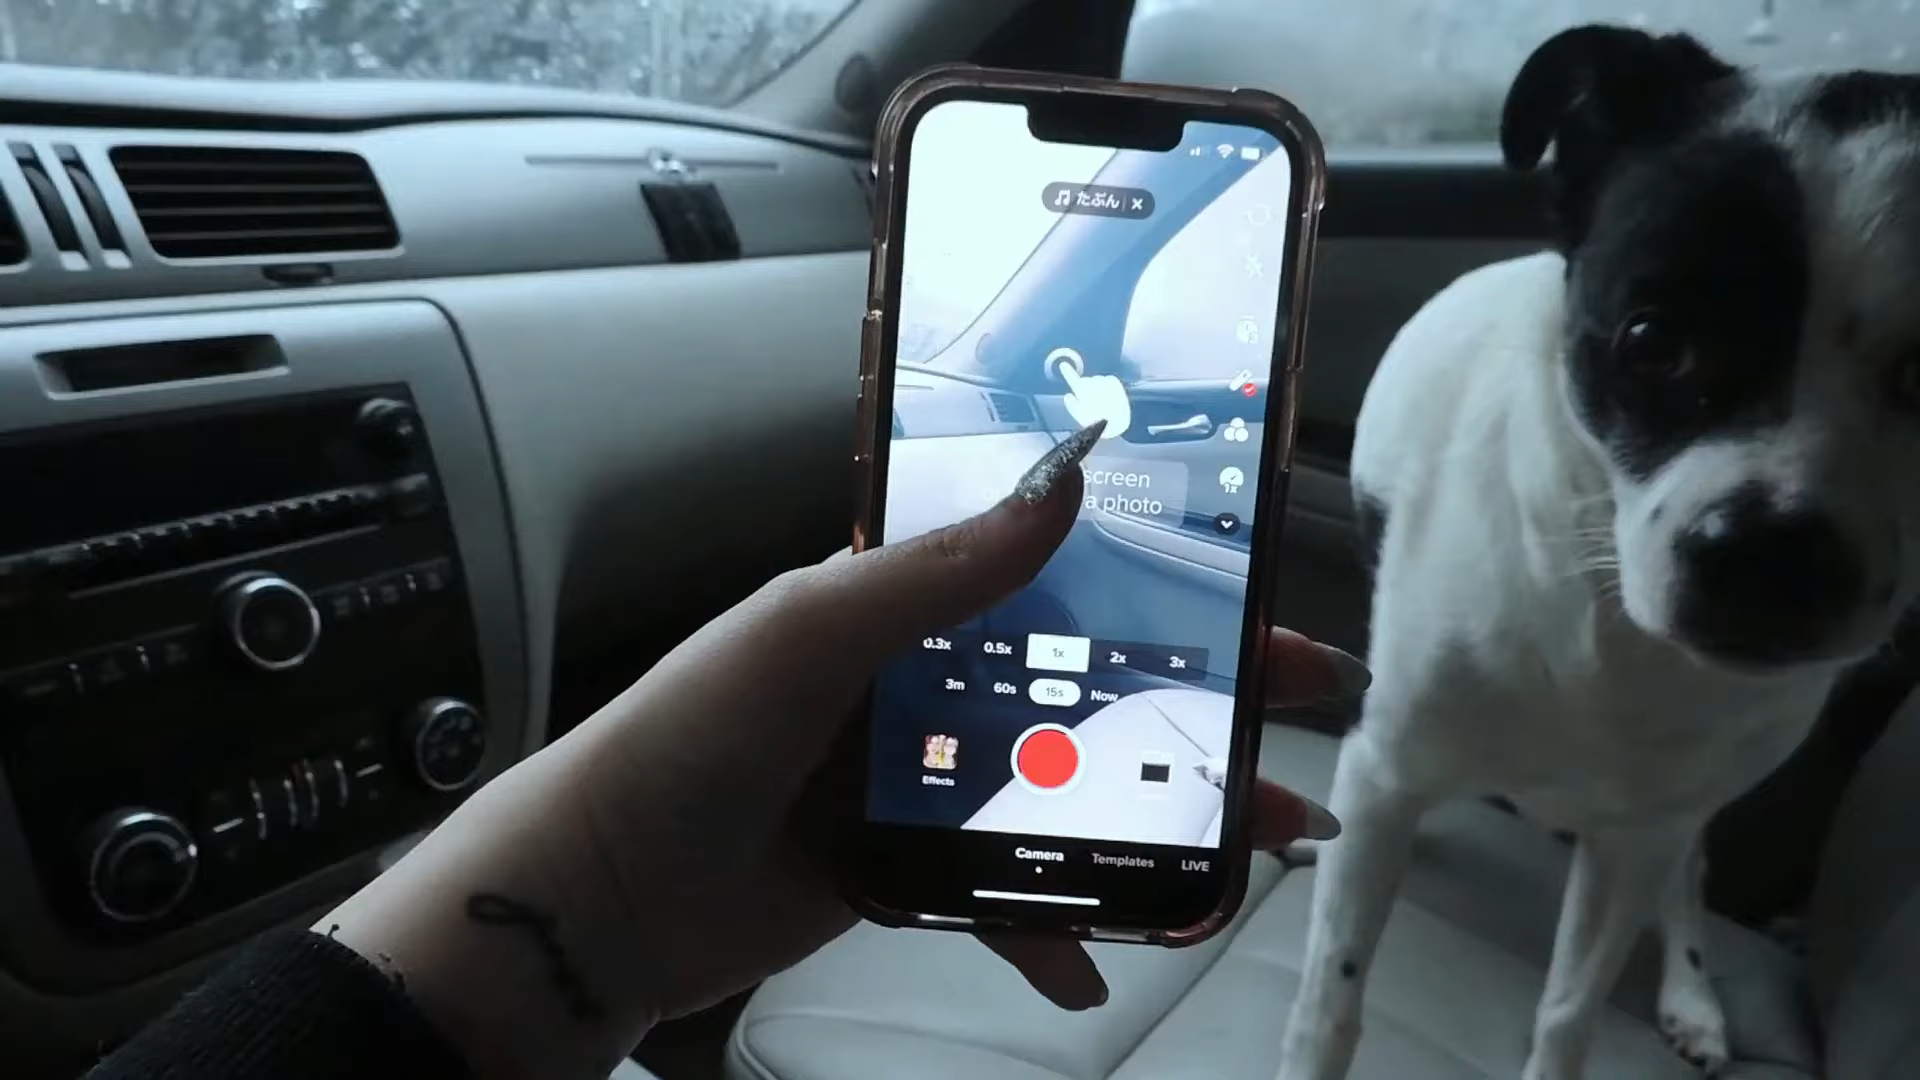 たぶん
screen
a photo
0.3x 0.5x 1x 2x 3x
3m 60s 15s Now
Effects
1x
Camera Templates LIVE